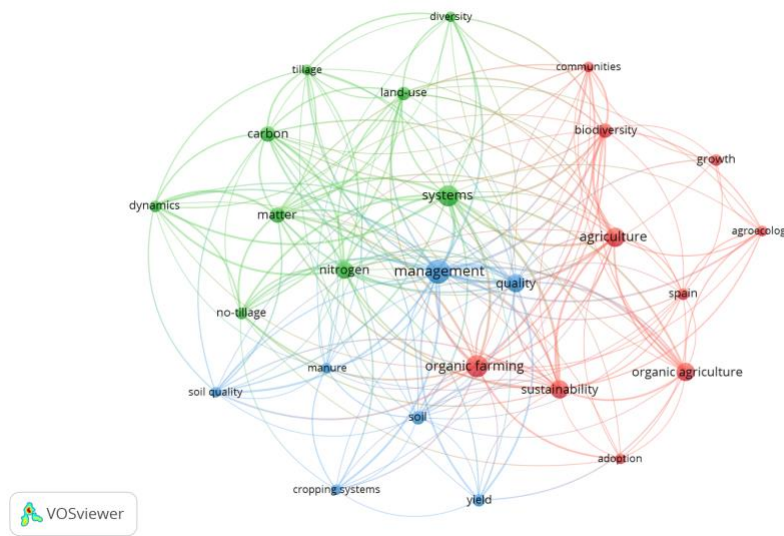 diversity
communities
tillage
land-use
biodiversity
carbon
growth
systems
dynamics
matter
agroecolog
agriculture
nitrogen
management
quality
spain
no-tillage
manure
organic farming
organic agriculture
soil quality
sustainability
soil
adoption
cropping systems
yield
VOSviewer